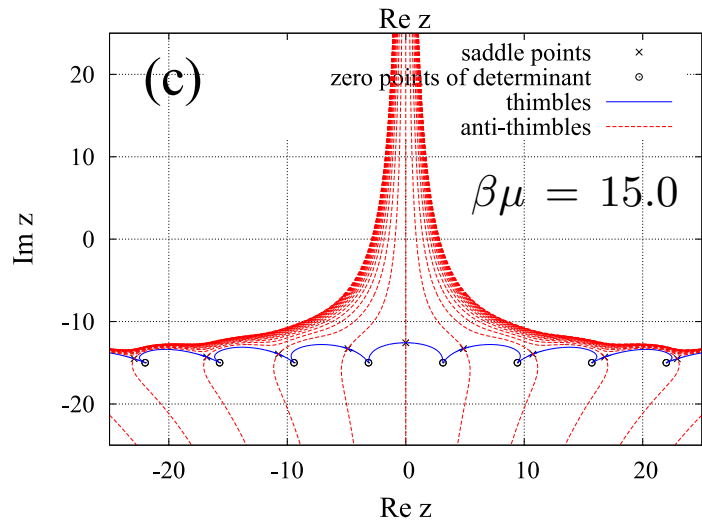 Re z
(c)
saddle points
zero points of determinant
thimbles
anti-thimbles
βμ = 15.0
Im z
20
10
0
-10
-20
-20 -10 0 10 20
Re z